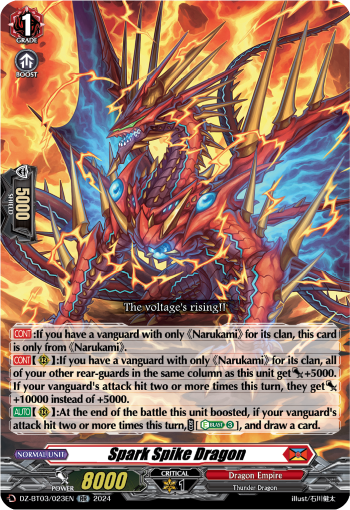 1
GRADE
BOOST
5000
SHIELD
The voltage's rising!!
CONT:If you have a vanguard with only 《Narukami》 for its clan, this card
is only from 《Narukami》.
CONT【RC】:If you have a vanguard with only 《Narukami》 for its clan, all
of your other rear-guards in the same column as this unit get +5000.
If your vanguard's attack hit two or more times this turn, they get
+10000 instead of +5000.
AUTO【RC】:At the end of the battle this unit boosted, if your vanguard's
attack hit two or more times this turn, [E BLAST 3], and draw a card.
NORMAL UNIT
Spark Spike Dragon
POWER 8000
CRITICAL
1
Dragon Empire
Thunder Dragon
DZ-BT03/023EN RR 2024
illust/石川健太